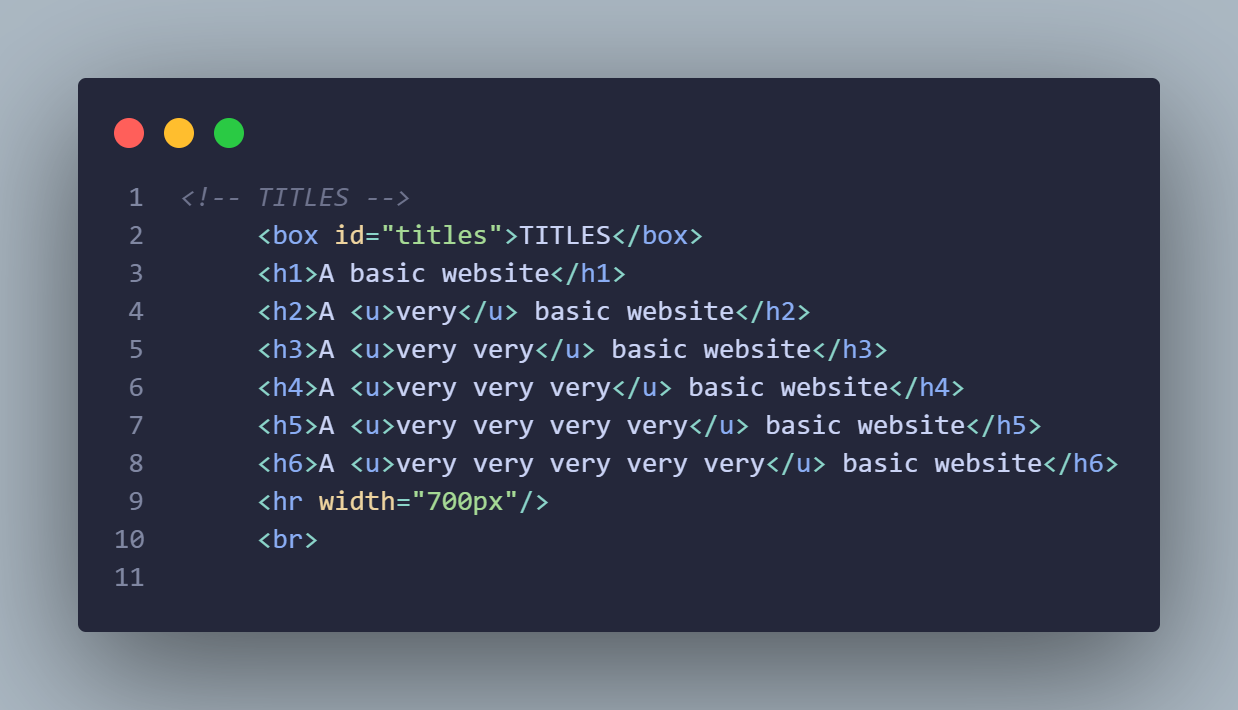 1 <!-- TITLES -->
2 <box id="titles">TITLES</box>
3 <h1>A basic website</h1>
4 <h2>A <u>very</u> basic website</h2>
5 <h3>A <u>very very</u> basic website</h3>
6 <h4>A <u>very very very</u> basic website</h4>
7 <h5>A <u>very very very very</u> basic website</h5>
8 <h6>A <u>very very very very very</u> basic website</h6>
9 <hr width="700px"/>
10 <br>
11